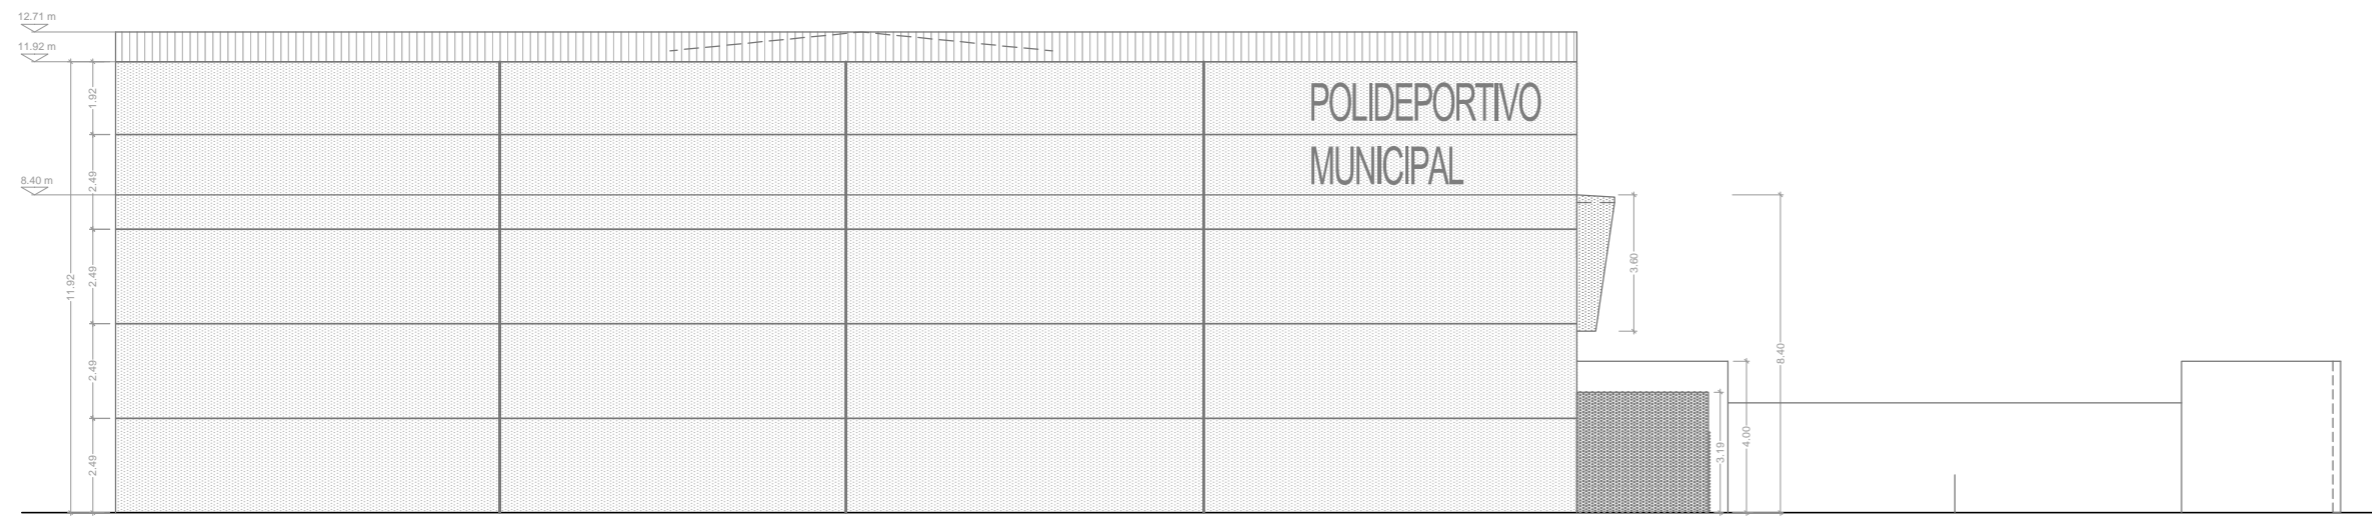 12.71 m
11.92 m
1.92
POLIDEPORTIVO
MUNICIPAL
2.49
8.40 m
3.60
11.92
2.49
8.40
2.49
4.00
3.19
2.49